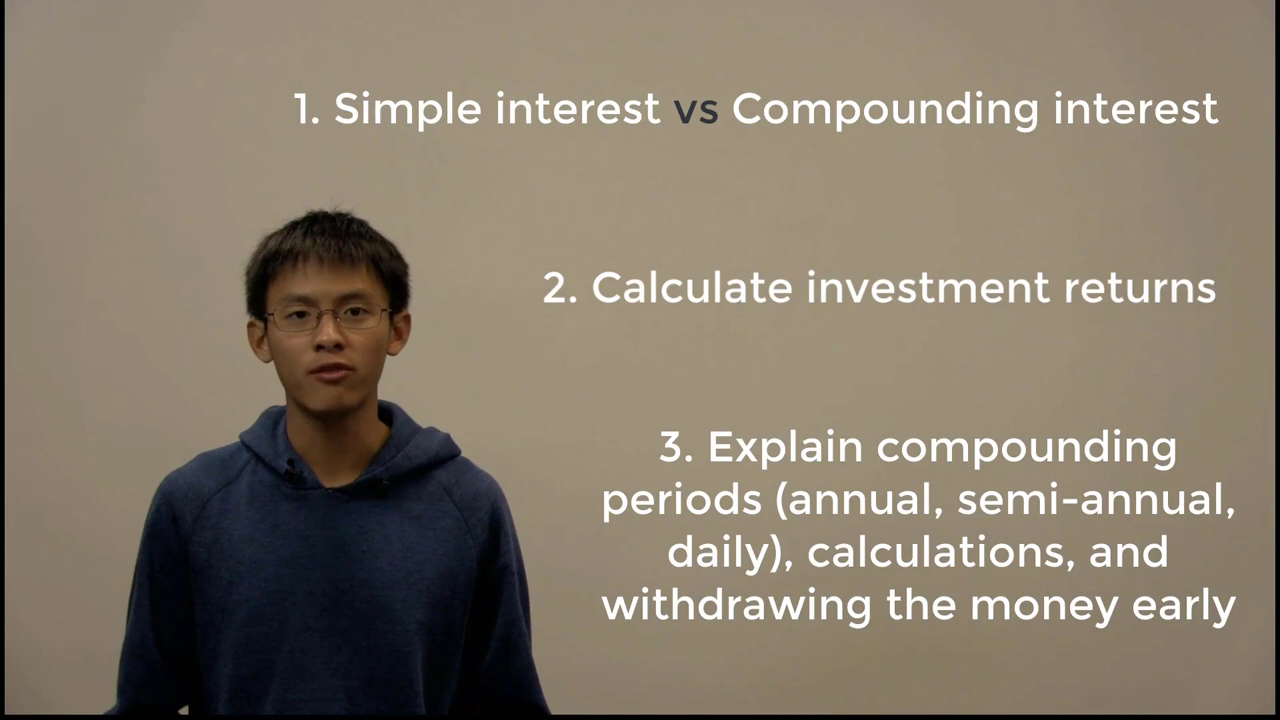 1. Simple interest vs Compounding interest
2. Calculate investment returns
3. Explain compounding
periods (annual, semi-annual,
daily), calculations, and
withdrawing the money early